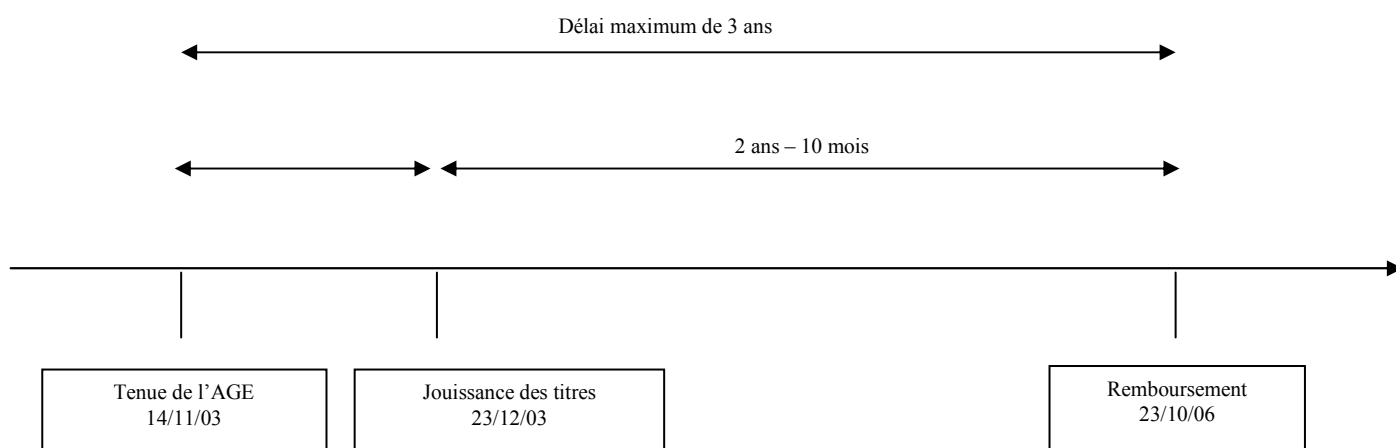 Délai maximum de 3 ans
2 ans – 10 mois
Tenue de l’AGE
14/11/03
Jouissance des titres
23/12/03
Remboursement
23/10/06